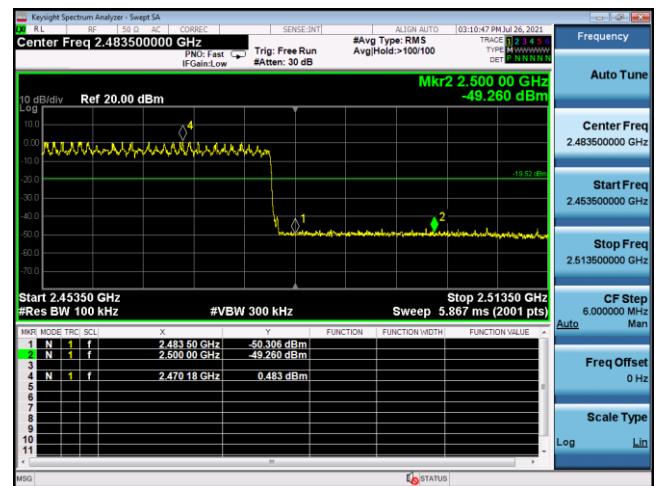 Keysight Spectrum Analyzer - Swept SA
RL RF 50 Ω AC CORREC SENSE:INT ALIGN AUTO 03:10:47 PM Jul 26, 2021
Center Freq 2.483500000 GHz
PNO: Fast
IFGain:Low
Trig: Free Run
#Atten: 30 dB
#Avg Type: RMS
Avg|Hold:>100/100
TRACE 1 2 3 4 5 6
TYPE MWWWWW
DET P N N N N N
Frequency
Mkr2 2.500 00 GHz
-49.260 dBm
10 dB/div Ref 20.00 dBm
Log
10.0
0.00
-10.0
-20.0
-30.0
-40.0
-50.0
-60.0
-70.0
4
-19.52 dBm
1
2
Start 2.45350 GHz
Stop 2.51350 GHz
#Res BW 100 kHz
#VBW 300 kHz
Sweep 5.867 ms (2001 pts)
MKR MODE TRC SCL X Y FUNCTION FUNCTION WIDTH FUNCTION VALUE
1 N 1 f 2.483 50 GHz -50.306 dBm
2 N 1 f 2.500 00 GHz -49.260 dBm
3
4 N 1 f 2.470 18 GHz 0.483 dBm
5
6
7
8
9
10
11
Auto Tune
Center Freq
2.483500000 GHz
Start Freq
2.453500000 GHz
Stop Freq
2.513500000 GHz
CF Step
6.000000 MHz
Auto Man
Freq Offset
0 Hz
Scale Type
Log Lin
MSG
STATUS